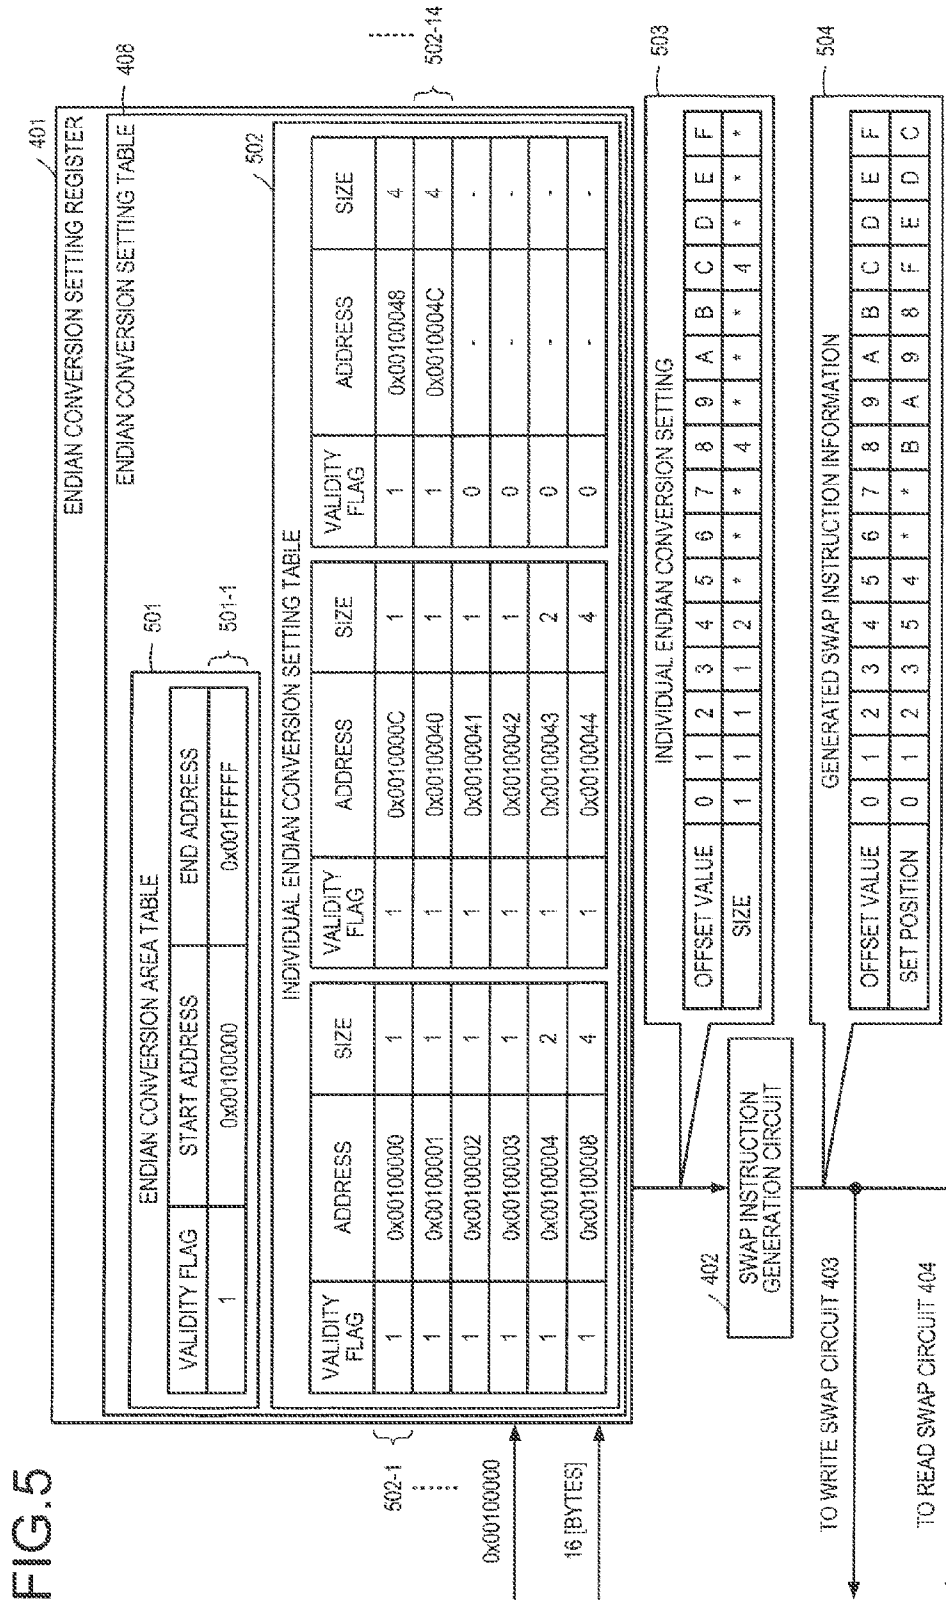 FIG.5
401
ENDIAN CONVERSION SETTING REGISTER
408
ENDIAN CONVERSION SETTING TABLE
501
ENDIAN CONVERSION AREA TABLE
VALIDITY FLAG START ADDRESS END ADDRESS
1 0x00100000 0x001FFFFF
501-1
502
INDIVIDUAL ENDIAN CONVERSION SETTING TABLE
VALIDITY FLAG ADDRESS SIZE VALIDITY FLAG ADDRESS SIZE VALIDITY FLAG ADDRESS SIZE
502-1
1 0x00100000 1 1 0x0010000C 1 1 0x00100048 4
1 0x00100001 1 1 0x00100040 1 1 0x0010004C 4
502-14
1 0x00100002 1 1 0x00100041 1 0 - -
1 0x00100003 1 1 0x00100042 1 0 - -
1 0x00100004 2 1 0x00100043 2 0 - -
1 0x00100008 4 1 0x00100044 4 0 - -
0x00100000
16 [BYTES]
503
INDIVIDUAL ENDIAN CONVERSION SETTING
OFFSET VALUE 0 1 2 3 4 5 6 7 8 9 A B C D E F
SIZE 1 1 1 1 2 * * * 4 * * * 4 * * *
402
SWAP INSTRUCTION
GENERATION CIRCUIT
504
GENERATED SWAP INSTRUCTION INFORMATION
OFFSET VALUE 0 1 2 3 4 5 6 7 8 9 A B C D E F
SET POSITION 0 1 2 3 5 4 * * B A 9 8 F E D C
TO WRITE SWAP CIRCUIT 403
TO READ SWAP CIRCUIT 404